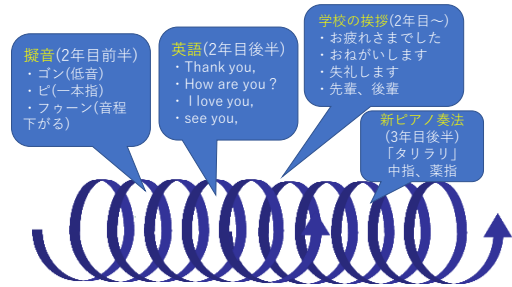 擬音(2年目前半)
・ゴン(低音)
・ピ(一本指)
・フゥーン(音程
下がる)
英語(2年目後半)
・Thank you,
・How are you？
・I love you,
・see you,
学校の挨拶(2年目～)
・お疲れさまでした
・おねがいします
・失礼します
・先輩、後輩
新ピアノ奏法
(3年目後半)
「タリラリ」
中指、薬指